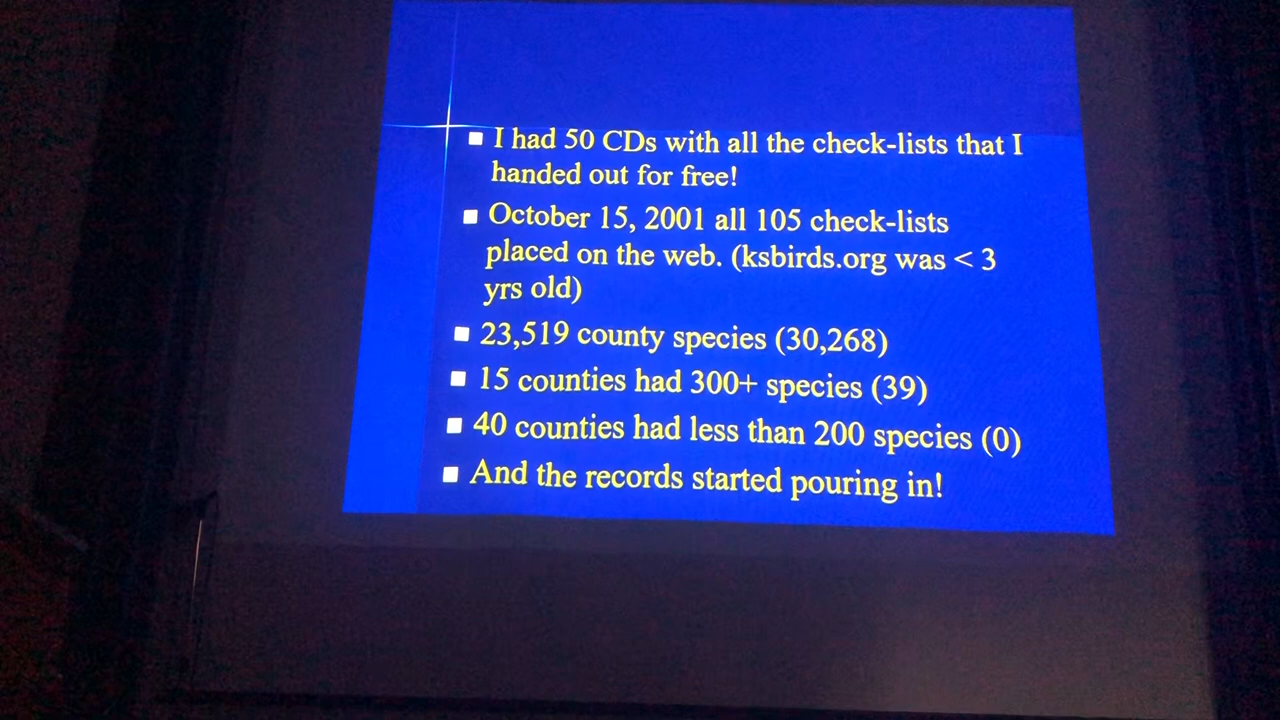 I had 50 CDs with all the check-lists that I
handed out for free!
October 15, 2001 all 105 check-lists
placed on the web. (ksbirds.org was < 3
yrs old)
23,519 county species (30,268)
15 counties had 300+ species (39)
40 counties had less than 200 species (0)
And the records started pouring in!